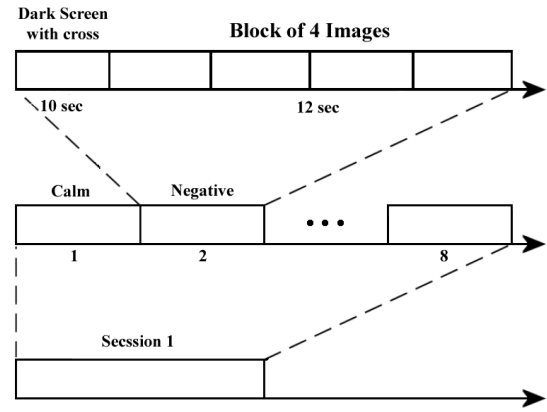 Dark Screen
with cross
Block of 4 Images
10 sec
12 sec
Calm
Negative
1
2
8
Secssion 1